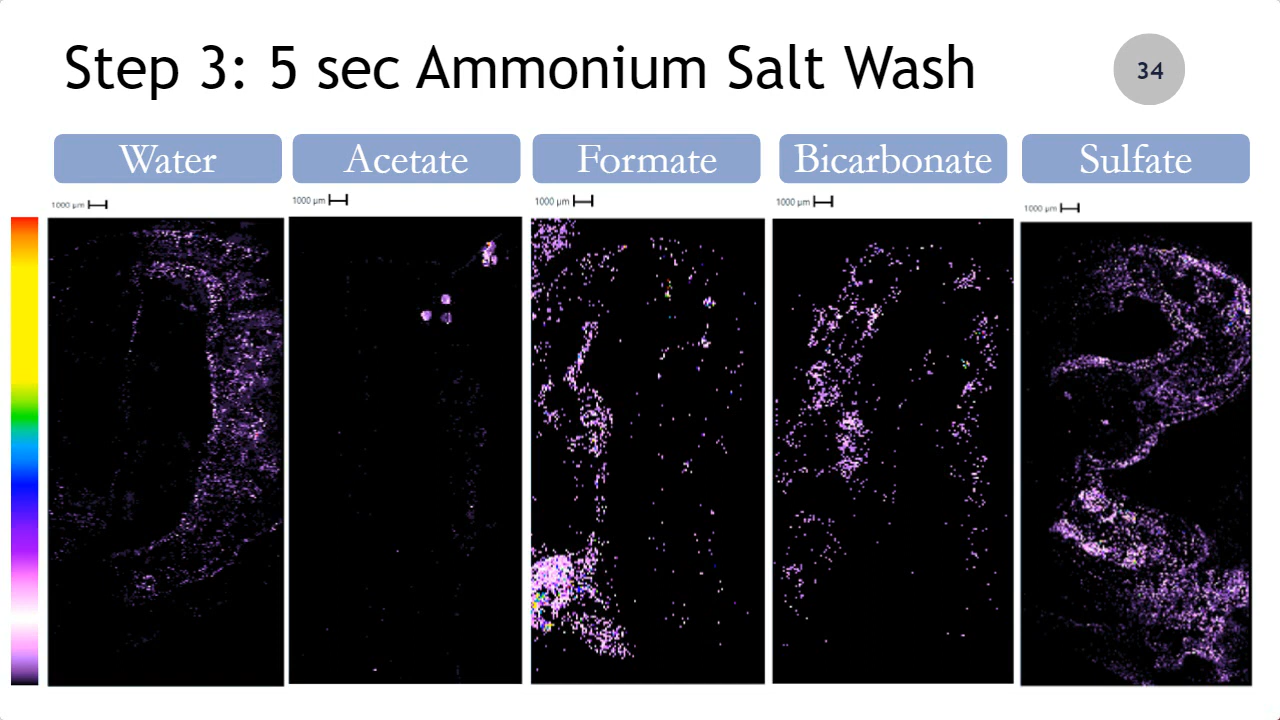 Step 3: 5 sec Ammonium Salt Wash
34
Water
Acetate
Formate
Bicarbonate
Sulfate
1000 μm
1000 μm
1000 μm
1000 μm
1000 μm